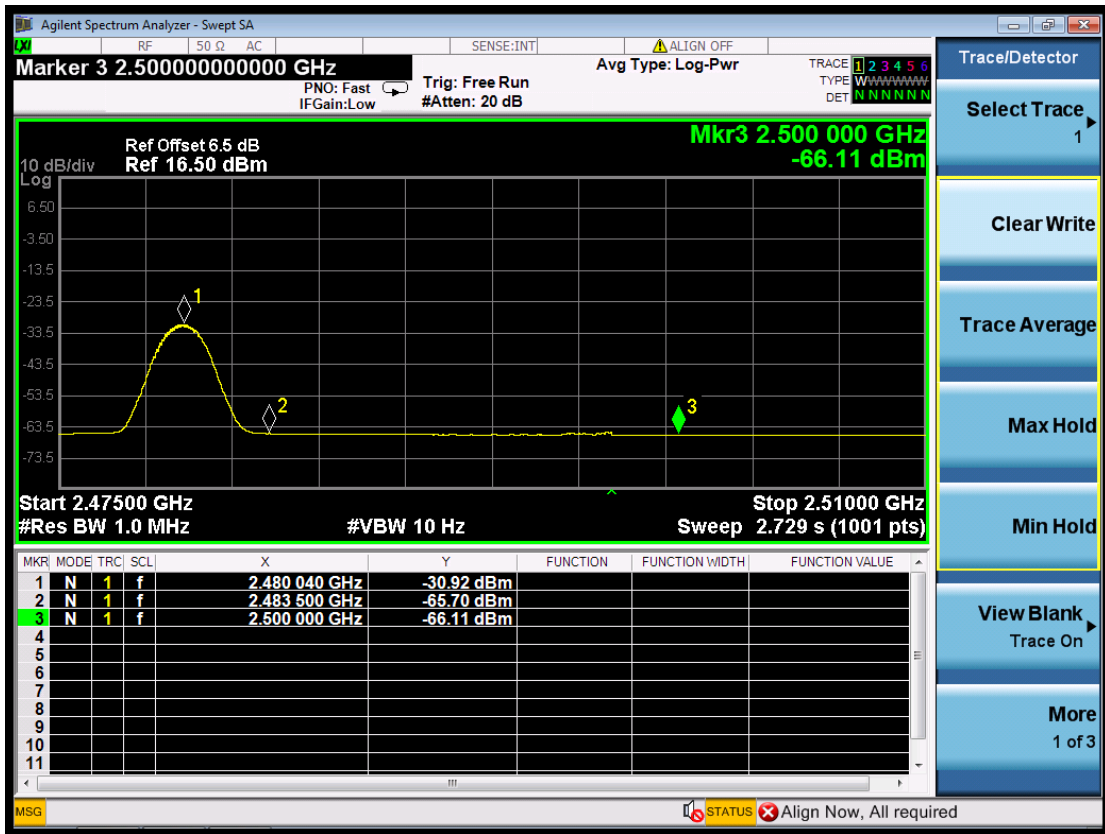 Agilent Spectrum Analyzer - Swept SA
LXI RF 50 Ω AC SENSE:INT ALIGN OFF
Marker 3 2.500000000000 GHz
PNO: Fast
IFGain:Low
Trig: Free Run
#Atten: 20 dB
Avg Type: Log-Pwr
TRACE 1 2 3 4 5 6
TYPE WWWWWW
DET N N N N N N
Mkr3 2.500 000 GHz
-66.11 dBm
Ref Offset 6.5 dB
10 dB/div Ref 16.50 dBm
Log
6.50
-3.50
-13.5
-23.5
-33.5
-43.5
-53.5
-63.5
-73.5
1
2
3
Start 2.47500 GHz Stop 2.51000 GHz
#Res BW 1.0 MHz #VBW 10 Hz Sweep 2.729 s (1001 pts)
MKR MODE TRC SCL X Y FUNCTION FUNCTION WIDTH FUNCTION VALUE
1 N 1 f 2.480 040 GHz -30.92 dBm
2 N 1 f 2.483 500 GHz -65.70 dBm
3 N 1 f 2.500 000 GHz -66.11 dBm
4
5
6
7
8
9
10
11
MSG STATUS Align Now, All required
Trace/Detector
Select Trace
1
Clear Write
Trace Average
Max Hold
Min Hold
View Blank
Trace On
More
1 of 3